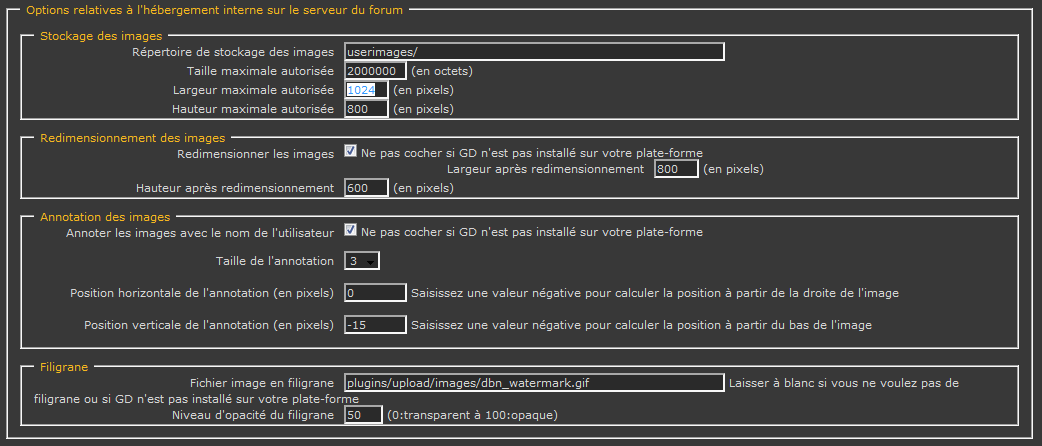 Options relatives à l'hébergement interne sur le serveur du forum
Stockage des images
Répertoire de stockage des images userimages/
Taille maximale autorisée 2000000 (en octets)
Largeur maximale autorisée 1024 (en pixels)
Hauteur maximale autorisée 800 (en pixels)
Redimensionnement des images
Redimensionner les images Ne pas cocher si GD n'est pas installé sur votre plate-forme
Largeur après redimensionnement 800 (en pixels)
Hauteur après redimensionnement 600 (en pixels)
Annotation des images
Annoter les images avec le nom de l'utilisateur Ne pas cocher si GD n'est pas installé sur votre plate-forme
Taille de l'annotation 3
Position horizontale de l'annotation (en pixels) 0 Saisissez une valeur négative pour calculer la position à partir de la droite de l'image
Position verticale de l'annotation (en pixels) -15 Saisissez une valeur négative pour calculer la position à partir du bas de l'image
Filigrane
Fichier image en filigrane plugins/upload/images/dbn_watermark.gif Laisser à blanc si vous ne voulez pas de
filigrane ou si GD n'est pas installé sur votre plate-forme
Niveau d'opacité du filigrane 50 (0:transparent à 100:opaque)